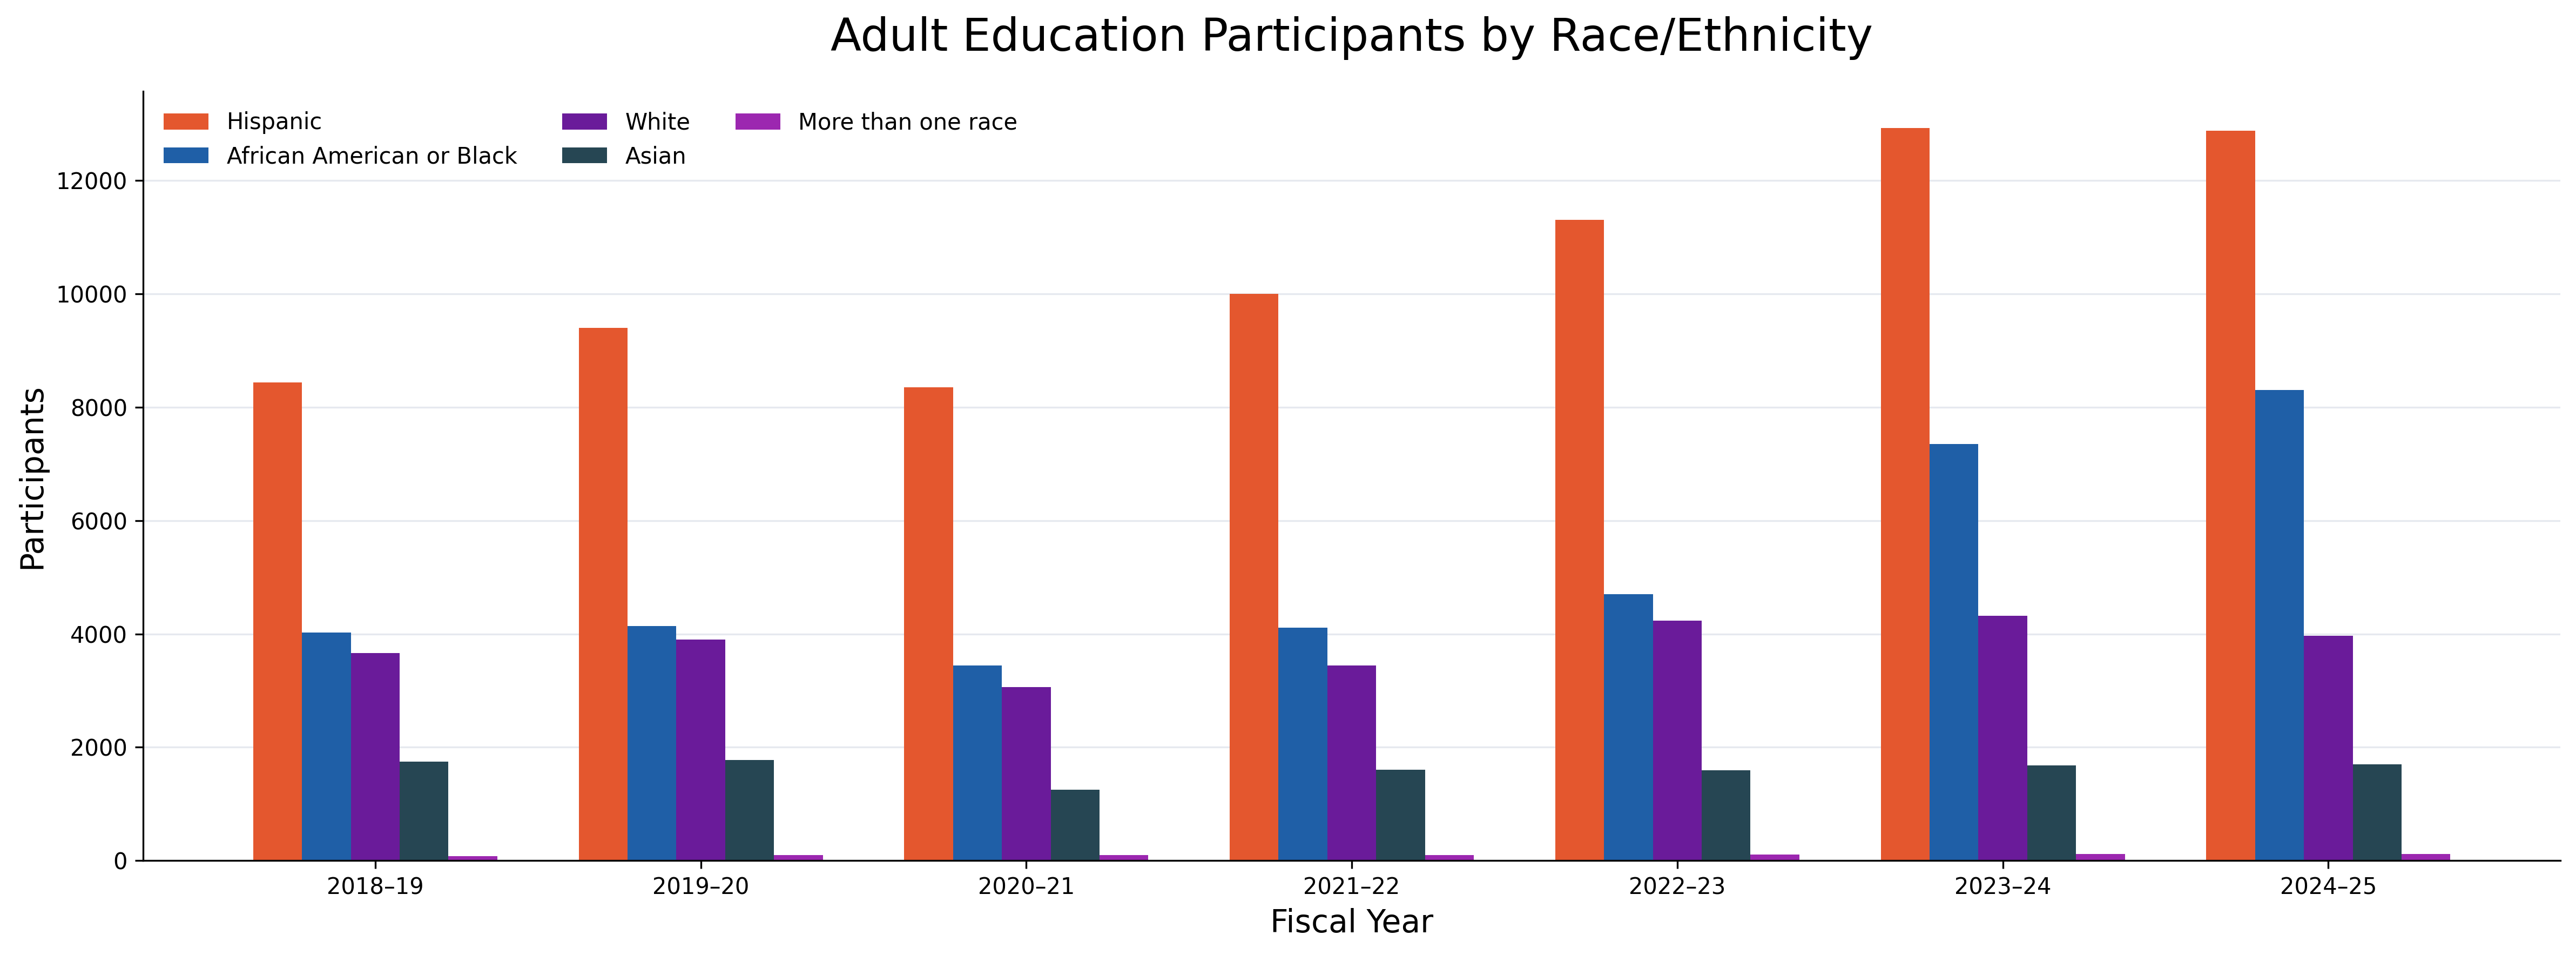 Adult Education Participants by Race/Ethnicity
Hispanic
African American or Black
White
Asian
More than one race
Participants
12000
10000
8000
6000
4000
2000
0
2018–19
2019–20
2020–21
2021–22
2022–23
2023–24
2024–25
Fiscal Year